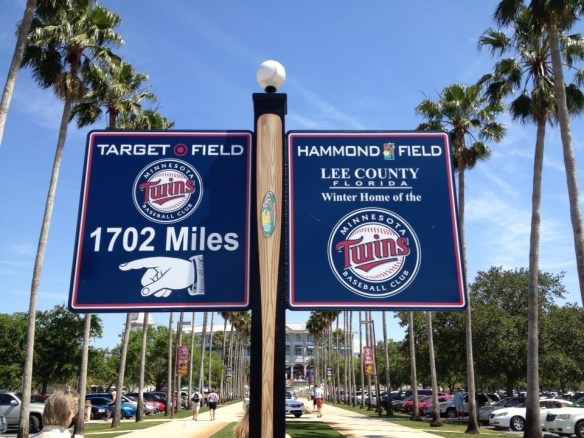 TARGET FIELD
MINNESOTA
Twins
BASEBALL CLUB
1702 Miles
HAMMOND FIELD
LEE COUNTY
FLORIDA
Winter Home of the
MINNESOTA
Twins
BASEBALL CLUB